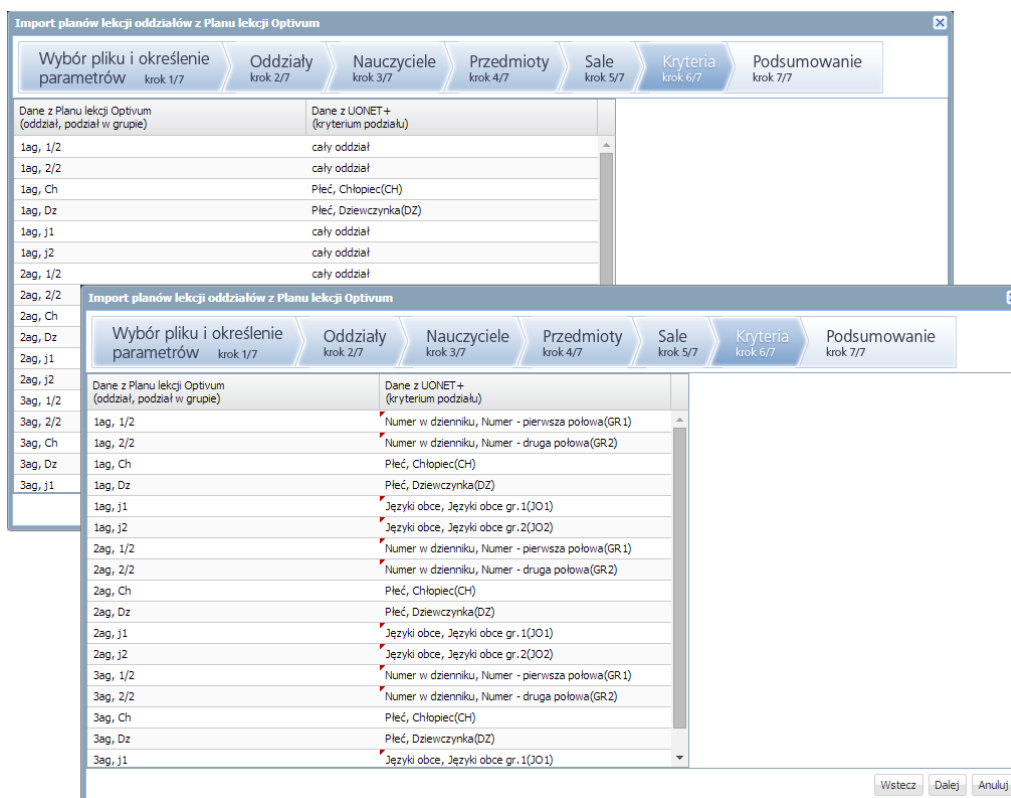 Import planów lekcji oddziałów z Planu lekcji Optivum
Wybór pliku i określenie
parametrów krok 1/7
Oddziały
krok 2/7
Nauczyciele
krok 3/7
Przedmioty
krok 4/7
Sale
krok 5/7
Kryteria
krok 6/7
Podsumowanie
krok 7/7
Dane z Planu lekcji Optivum
(oddział, podział w grupie)
Dane z UONET+
(kryterium podziału)
1ag, 1/2 cały oddział
1ag, 2/2 cały oddział
1ag, Ch Płeć, Chłopiec(CH)
1ag, Dz Płeć, Dziewczynka(DZ)
1ag, j1 cały oddział
1ag, j2 cały oddział
2ag, 1/2 cały oddział
2ag, 2/2
2ag, Ch
2ag, Dz
2ag, j1
2ag, j2
3ag, 1/2
3ag, 2/2
3ag, Ch
3ag, Dz
3ag, j1
Import planów lekcji oddziałów z Planu lekcji Optivum
Wybór pliku i określenie
parametrów krok 1/7
Oddziały
krok 2/7
Nauczyciele
krok 3/7
Przedmioty
krok 4/7
Sale
krok 5/7
Kryteria
krok 6/7
Podsumowanie
krok 7/7
Dane z Planu lekcji Optivum
(oddział, podział w grupie)
Dane z UONET+
(kryterium podziału)
1ag, 1/2 Numer w dzienniku, Numer - pierwsza połowa(GR1)
1ag, 2/2 Numer w dzienniku, Numer - druga połowa(GR2)
1ag, Ch Płeć, Chłopiec(CH)
1ag, Dz Płeć, Dziewczynka(DZ)
1ag, j1 Języki obce, Języki obce gr.1(JO1)
1ag, j2 Języki obce, Języki obce gr.2(JO2)
2ag, 1/2 Numer w dzienniku, Numer - pierwsza połowa(GR1)
2ag, 2/2 Numer w dzienniku, Numer - druga połowa(GR2)
2ag, Ch Płeć, Chłopiec(CH)
2ag, Dz Płeć, Dziewczynka(DZ)
2ag, j1 Języki obce, Języki obce gr.1(JO1)
2ag, j2 Języki obce, Języki obce gr.2(JO2)
3ag, 1/2 Numer w dzienniku, Numer - pierwsza połowa(GR1)
3ag, 2/2 Numer w dzienniku, Numer - druga połowa(GR2)
3ag, Ch Płeć, Chłopiec(CH)
3ag, Dz Płeć, Dziewczynka(DZ)
3ag, j1 Języki obce, Języki obce gr.1(JO1)
Wstecz Dalej Anuluj